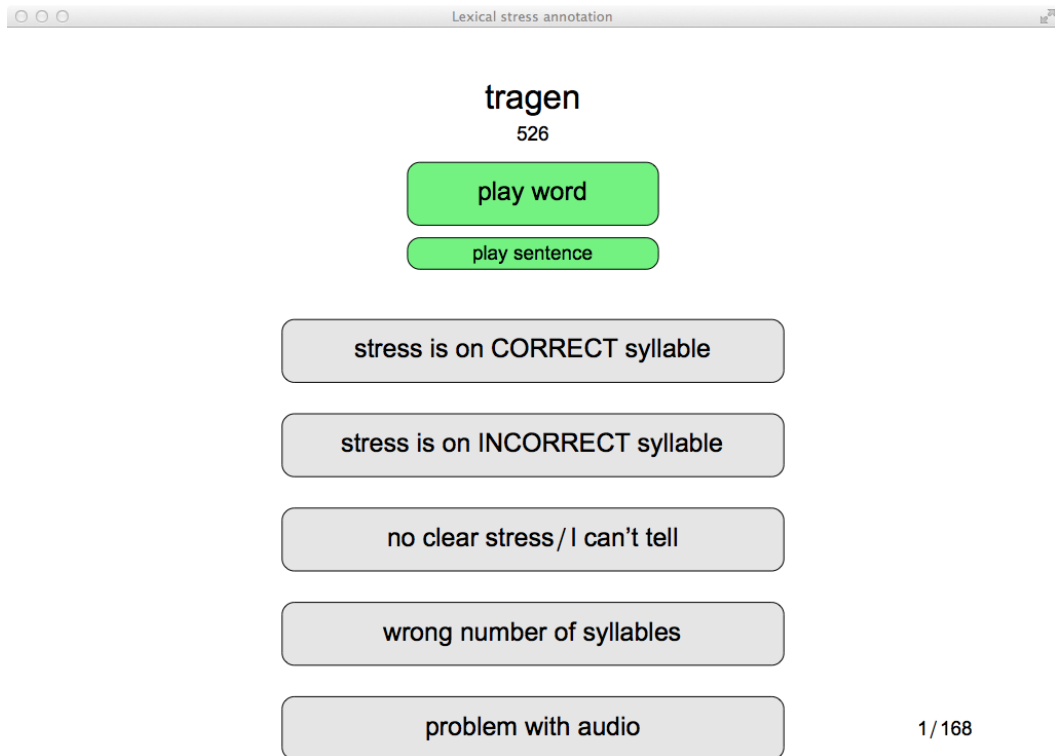 Lexical stress annotation
tragen
526
play word
play sentence
stress is on CORRECT syllable
stress is on INCORRECT syllable
no clear stress/I can't tell
wrong number of syllables
problem with audio
1/168